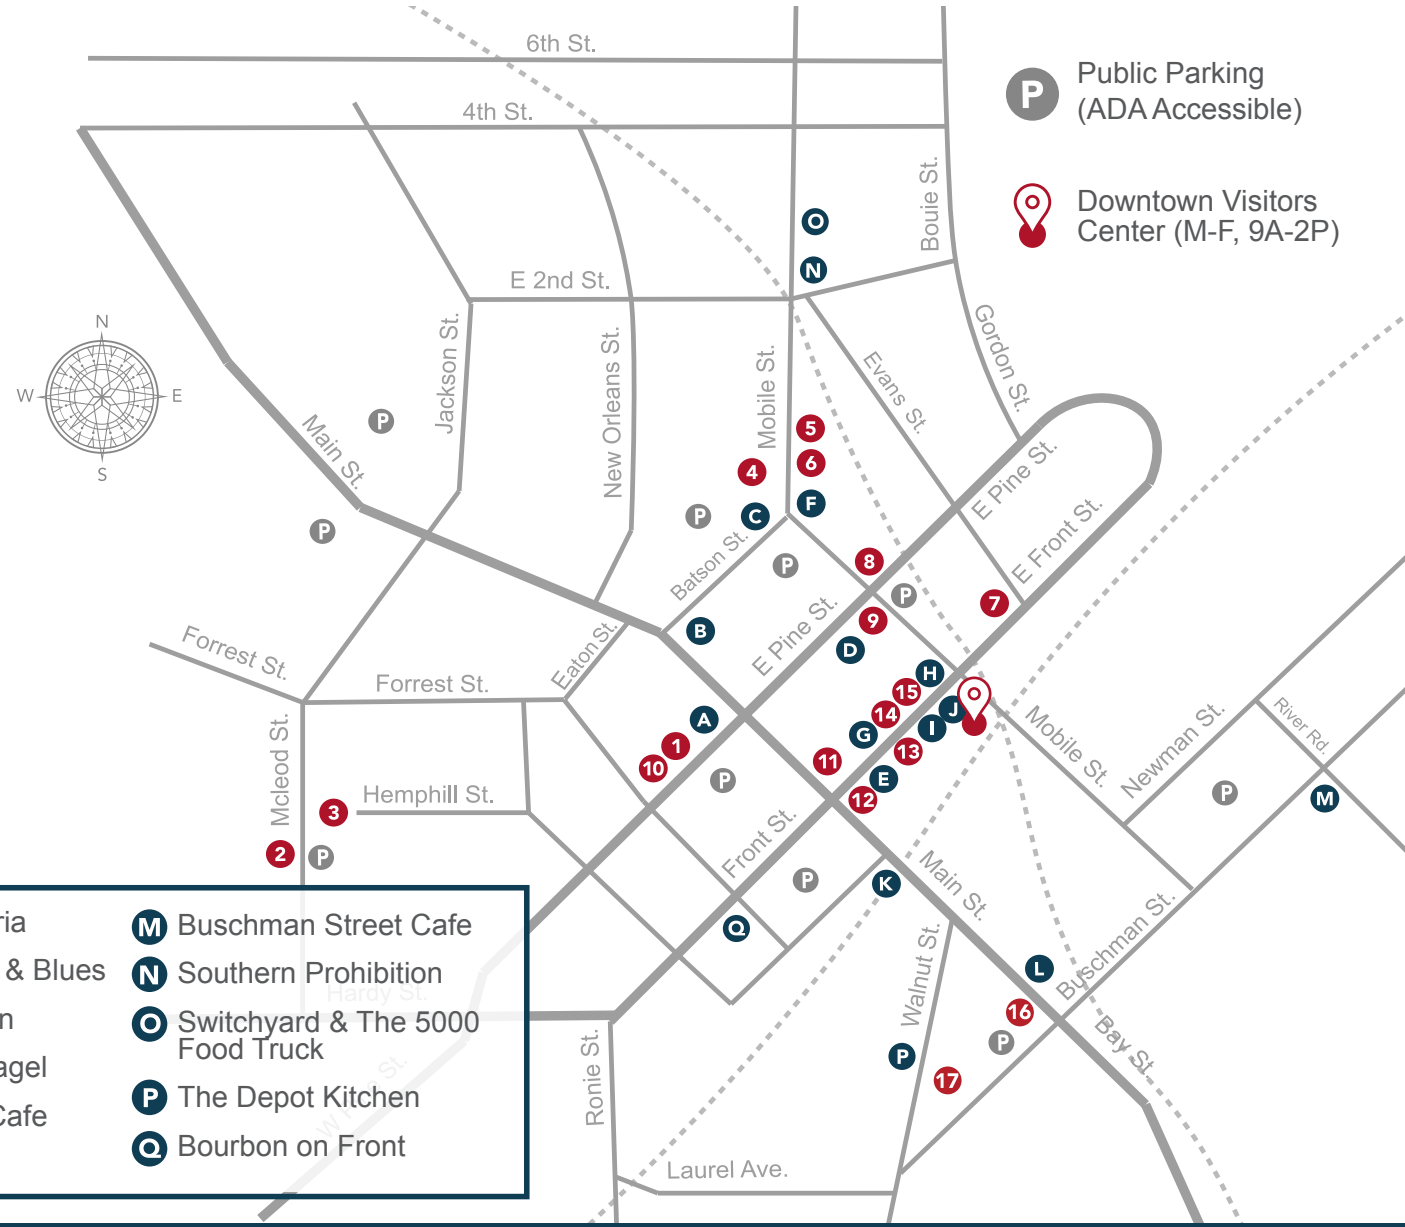 6th St.
4th St.
Public Parking
(ADA Accessible)
Downtown Visitors
Center (M-F, 9A-2P)
P
Bouie St.
O
N
E 2nd St.
Gordon St.
Jackson St.
New Orleans St.
Mobile St.
Evans St.
N
W
E
S
P
Main St.
5
6
4
F
C
P
P
E Pine St.
E Front St.
Batson St.
P
8
P
7
9
B
D
E Pine St.
Forrest St.
Eaton St.
Forrest St.
H
15
J
14
I
G
13
A
1
10
11
E
12
P
Mobile St.
Newman St.
River Rd.
P
M
Mcleod St.
Hemphill St.
3
2
P
Front St.
P
K
Main St.
Q
Walnut St.
L
Buschman St.
16
P
Bay St.
P
17
Ronie St.
Laurel Ave.
Hardy St.
ria
& Blues
n
agel
Cafe
M Buschman Street Cafe
N Southern Prohibition
O Switchyard & The 5000
Food Truck
P The Depot Kitchen
Q Bourbon on Front